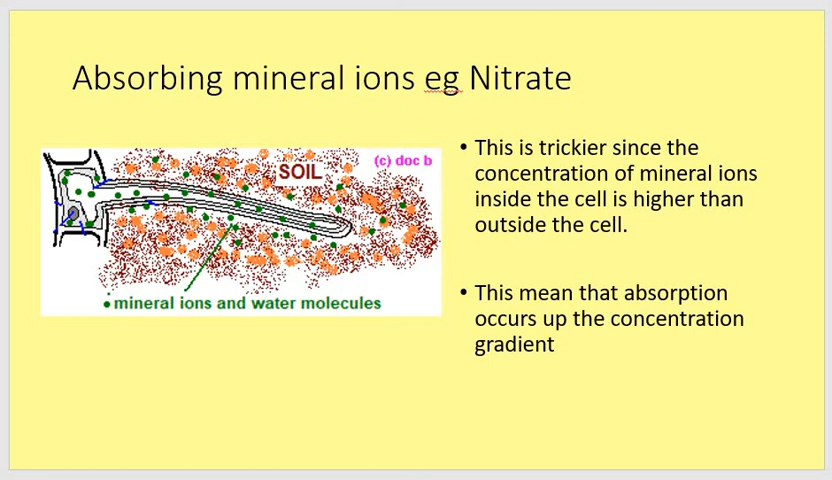 Absorbing mineral ions eg Nitrate
SOIL
(c) doc b
• mineral ions and water molecules
• This is trickier since the
concentration of mineral ions
inside the cell is higher than
outside the cell.
• This mean that absorption
occurs up the concentration
gradient